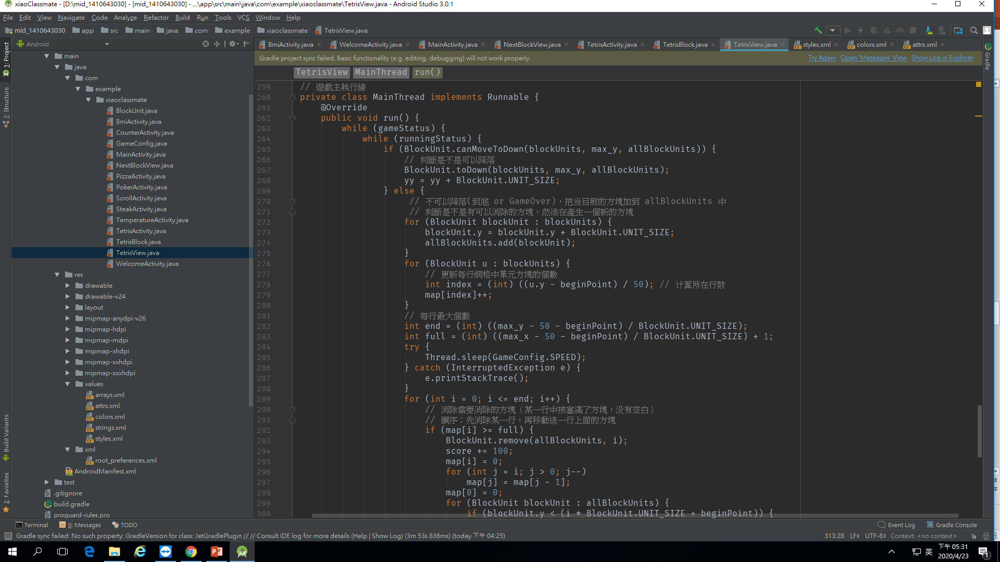 xiaoClassmate - [D:\mid_1410643030] - [mid_1410643030] - ...\app\src\main\java\com\example\xiaoclassmate\TetrisView.java - Android Studio 3.0.1
File Edit View Navigate Code Analyze Refactor Build Run Tools VCS Window Help
mid_1410643030 app src main java com example xiaoclassmate TetrisView.java
Android
BmiActivity.java WelcomeActivity.java MainActivity.java NextBlockView.java TetrisActivity.java TetrisBlock.java TetrisView.java styles.xml colors.xml attrs.xml
Gradle project sync failed. Basic functionality (e.g. editing, debugging) will not work properly. Try Again Open 'Messages' View Show Log in Explorer
TetrisView MainThread run()
1: Project
7: Structure
Build Variants
2: Favorites
Gradle
main
java
com
example
xiaoclassmate
BlockUnit.java
BmiActivity.java
CounterActivity.java
GameConfig.java
MainActivity.java
NextBlockView.java
PizzaActivity.java
PokerActivity.java
ScrollActivity.java
SteakActivity.java
TemperatureActivity.java
TetrisActivity.java
TetrisBlock.java
TetrisView.java
WelcomeActivity.java
res
drawable
drawable-v24
layout
mipmap-anydpi-v26
mipmap-hdpi
mipmap-mdpi
mipmap-xhdpi
mipmap-xxhdpi
mipmap-xxxhdpi
values
arrays.xml
attrs.xml
colors.xml
strings.xml
styles.xml
xml
root_preferences.xml
AndroidManifest.xml
test
.gitignore
build.gradle
proguard-rules.pro
259 // 遊戲主執行緒
260 private class MainThread implements Runnable {
261 @Override
262 public void run() {
263 while (gameStatus) {
264 while (runningStatus) {
265 if (BlockUnit.canMoveToDown(blockUnits, max_y, allBlockUnits)) {
266 // 判斷是不是可以降落
267 BlockUnit.toDown(blockUnits, max_y, allBlockUnits);
268 yy = yy + BlockUnit.UNIT_SIZE;
269 } else {
270 // 不可以降落(到底 or GameOver)，把当目前的方塊加到 allBlockUnits 中
271 // 判斷是不是有可以消除的方塊，然後在產生一個新的方塊
272 for (BlockUnit blockUnit : blockUnits) {
273 blockUnit.y = blockUnit.y + BlockUnit.UNIT_SIZE;
274 allBlockUnits.add(blockUnit);
275 }
276 for (BlockUnit u : blockUnits) {
277 // 更新每行網格中單元方塊的個數
278 int index = (int) ((u.y - beginPoint) / 50); // 计算所在行数
279 map[index]++;
280 }
281 // 每行最大個數
282 int end = (int) ((max_y - 50 - beginPoint) / BlockUnit.UNIT_SIZE);
283 int full = (int) ((max_x - 50 - beginPoint) / BlockUnit.UNIT_SIZE) + 1;
284 try {
285 Thread.sleep(GameConfig.SPEED);
286 } catch (InterruptedException e) {
287 e.printStackTrace();
288 }
289 for (int i = 0; i <= end; i++) {
290 // 消除需要消除的方塊（某一行中被塞滿了方塊，没有空白）
291 // 順序：先消除某一行，再移動這一行上面的方塊
292 if (map[i] >= full) {
293 BlockUnit.remove(allBlockUnits, i);
294 score += 100;
295 map[i] = 0;
296 for (int j = i; j > 0; j--)
297 map[j] = map[j - 1];
298 map[0] = 0;
299 for (BlockUnit blockUnit : allBlockUnits) {
300 if (blockUnit.y < (i * BlockUnit.UNIT_SIZE + beginPoint)) {
Terminal 0: Messages TODO Event Log Gradle Console
Gradle sync failed: No such property: GradleVersion for class: JetGradlePlugin // // Consult IDE log for more details (Help | Show Log) (3m 53s 836ms) (today 下午 04:25) 313:28 LF÷ UTF-8÷ Context: <no context>
英 下午 05:31
2020/4/23
1